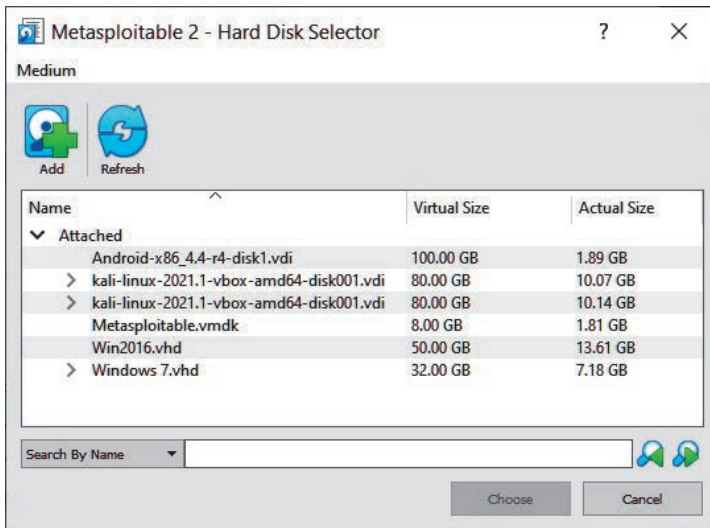 Metasploitable 2 - Hard Disk Selector ?
Medium
Add Refresh
Name Virtual Size Actual Size
Attached
Android-x86_4.4-r4-disk1.vdi 100.00 GB 1.89 GB
kali-linux-2021.1-vbox-amd64-disk001.vdi 80.00 GB 10.07 GB
kali-linux-2021.1-vbox-amd64-disk001.vdi 80.00 GB 10.14 GB
Metasploitable.vmdk 8.00 GB 1.81 GB
Win2016.vhd 50.00 GB 13.61 GB
Windows 7.vhd 32.00 GB 7.18 GB
Search By Name
Choose Cancel